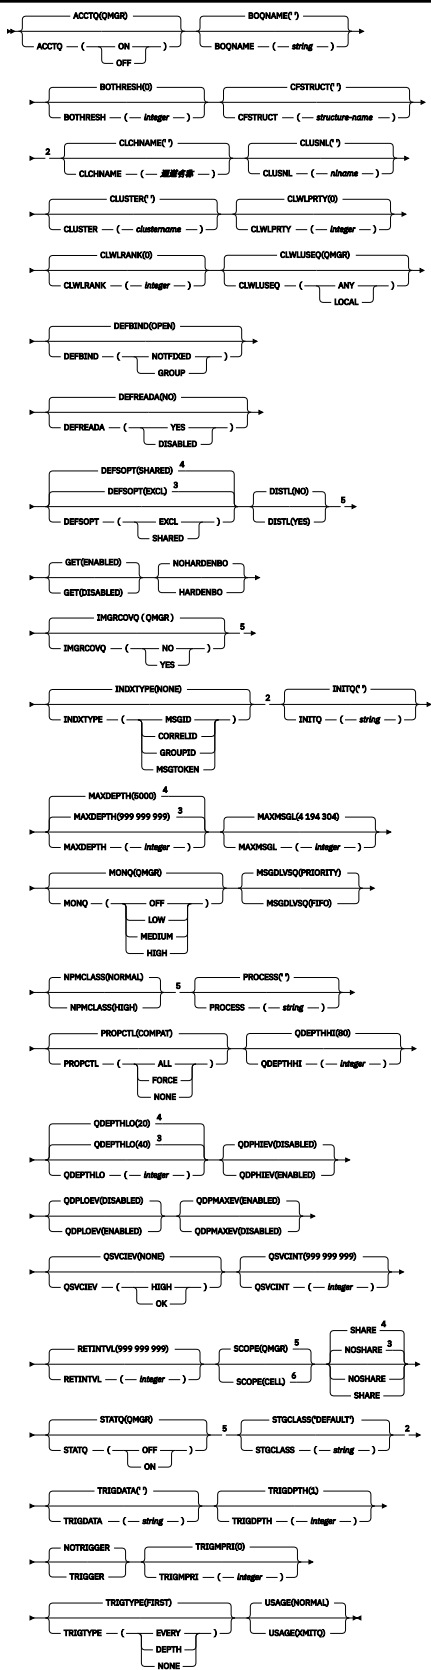 ACCTQ(QMGR) BOQNAME(' ')
ACCTQ ( ON ) BOQNAME ( string )
OFF
BOTHRESH(0) CFSTRUCT(' ')
BOTHRESH ( integer ) CFSTRUCT ( structure-name )
2 CLCHNAME(' ') CLUSNL(' ')
CLCHNAME ( 通道名称 ) CLUSNL ( nlname )
CLUSTER(' ') CLWLPRTY(0)
CLUSTER ( clustername ) CLWLPRTY ( integer )
CLWLRANK(0) CLWLUSEQ(QMGR)
CLWLRANK ( integer ) CLWLUSEQ ( ANY )
LOCAL
DEFBIND(OPEN)
DEFBIND ( NOTFIXED )
GROUP
DEFREADA(NO)
DEFREADA ( YES )
DISABLED
DEFSOPT(SHARED) 4
DEFSOPT(EXCL) 3 DISTL(NO) 5
DEFSOPT ( EXCL ) DISTL(YES)
SHARED
GET(ENABLED) NOHARDENBO
GET(DISABLED) HARDENBO
IMGRCOVQ ( QMGR ) 5
IMGRCOVQ ( NO )
YES
INDXTYPE(NONE) 2 INITQ(' ')
INDXTYPE ( MSGID ) INITQ ( string )
CORRELID
GROUPID
MSGTOKEN
MAXDEPTH(5000) 4
MAXDEPTH(999 999 999) 3 MAXMSGL(4 194 304)
MAXDEPTH ( integer ) MAXMSGL ( integer )
MONQ(QMGR) MSGDLVSQ(PRIORITY)
MONQ ( OFF ) MSGDLVSQ(FIFO)
LOW
MEDIUM
HIGH
NPMCLASS(NORMAL) 5 PROCESS(' ')
NPMCLASS(HIGH) PROCESS ( string )
PROPCTL(COMPAT) QDEPTHHI(80)
PROPCTL ( ALL ) QDEPTHHI ( integer )
FORCE
NONE
QDEPTHLO(20) 4
QDEPTHLO(40) 3 QDPHIEV(DISABLED)
QDEPTHLO ( integer ) QDPHIEV(ENABLED)
QDPLOEV(DISABLED) QDPMAXEV(ENABLED)
QDPLOEV(ENABLED) QDPMAXEV(DISABLED)
QSVCIEV(NONE) QSVCINT(999 999 999)
QSVCIEV ( HIGH ) QSVCINT ( integer )
OK
SHARE 4
RETINTVL(999 999 999) SCOPE(QMGR) 5 NOSHARE 3
RETINTVL ( integer ) SCOPE(CELL) 6 NOSHARE
SHARE
STATQ(QMGR) 5 STGCLASS('DEFAULT') 2
STATQ ( OFF ) STGCLASS ( string )
ON
TRIGDATA(' ') TRIGDPTH(1)
TRIGDATA ( string ) TRIGDPTH ( integer )
NOTRIGGER TRIGMPRI(0)
TRIGGER TRIGMPRI ( integer )
TRIGTYPE(FIRST) USAGE(NORMAL)
TRIGTYPE ( EVERY ) USAGE(XMITQ)
DEPTH
NONE